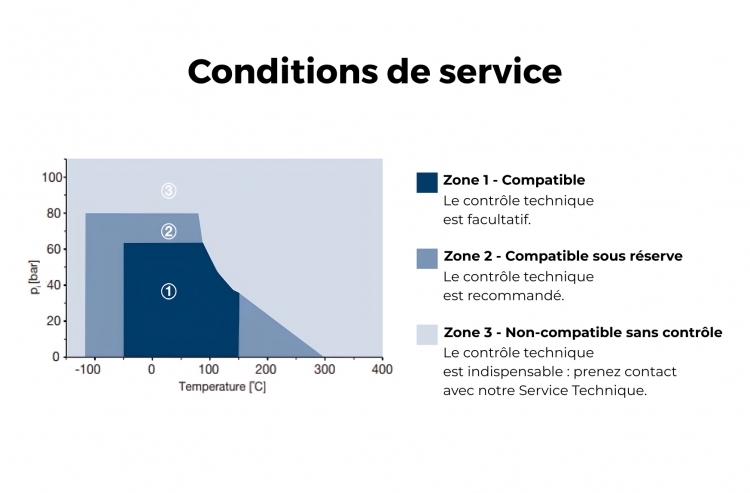 Conditions de service
p, [bar]
100
80
60
40
20
0
-100
0
100
200
300
400
Temperature [°C]
③
②
①
Zone 1 - Compatible
Le contrôle technique
est facultatif.
Zone 2 - Compatible sous réserve
Le contrôle technique
est recommandé.
Zone 3 - Non-compatible sans contrôle
Le contrôle technique
est indispensable : prenez contact
avec notre Service Technique.